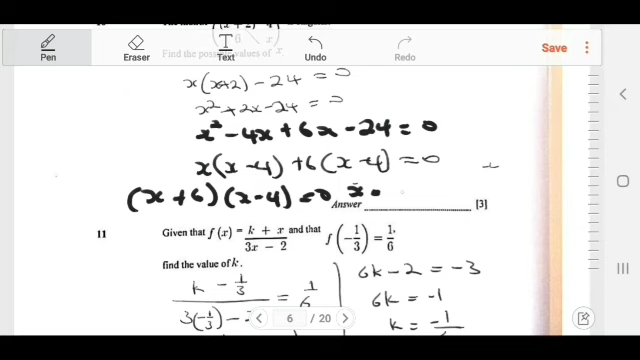 Pen
Eraser
Text
Undo
Redo
Save
Find the possible values of x
x(x+2) - 24 = 0
x² + 2x - 24 = 0
x² - 4x + 6x - 24 = 0
x(x-4) + 6(x-4) = 0
(x+6)(x-4) = 0 x =
Answer [3]
11 Given that f(x) = (k + x)/(3x - 2) and that f(-1/3) = 1/6
find the value of k.
k - 1/3
3(-1/3) - 2
6k - 2 = -3
6k = -1
k = -1
6 / 20